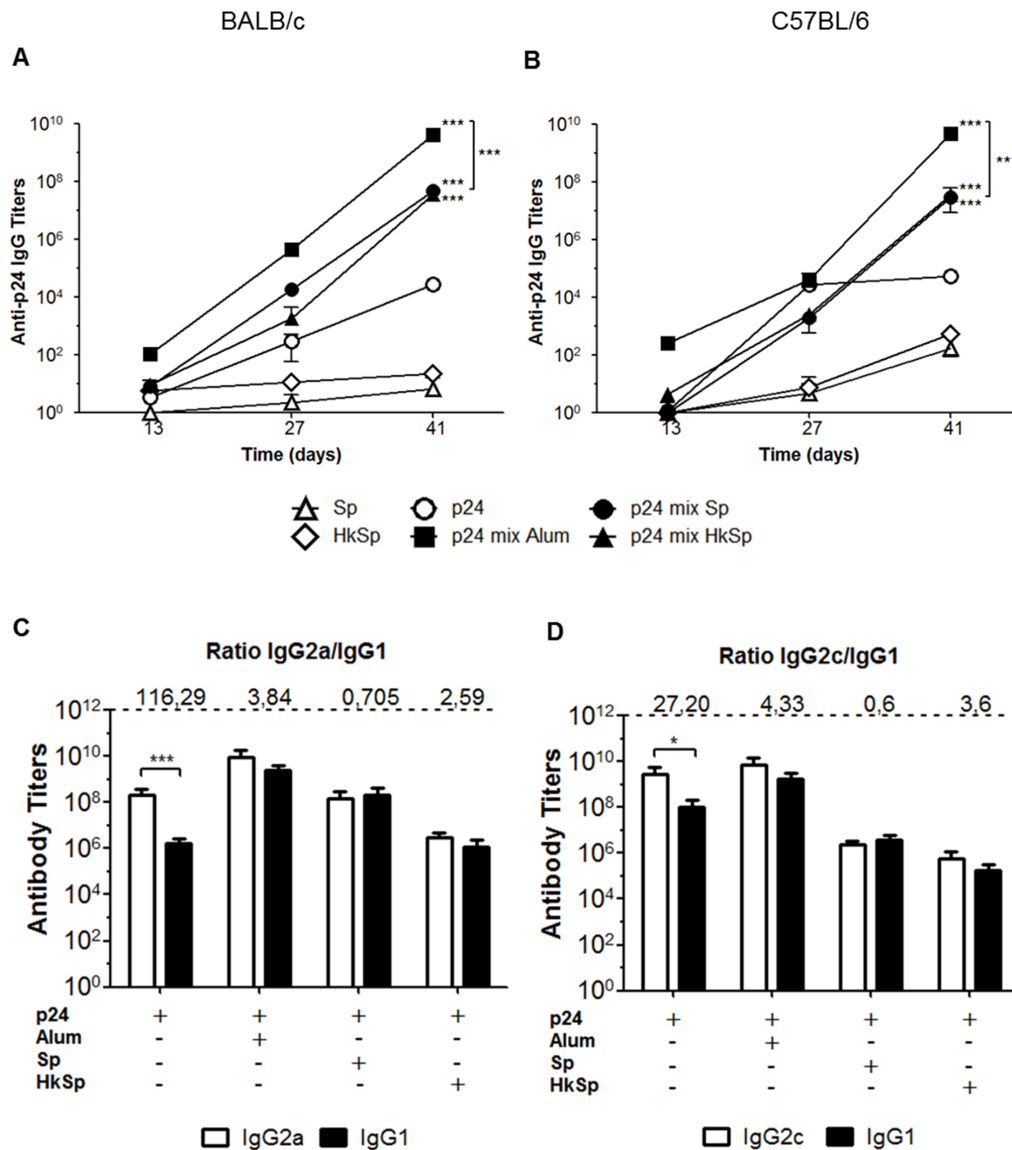 BALB/c C57BL/6
A B
Anti-p24 IgG Titers
10^10
10^8
10^6
10^4
10^2
10^0
13 27 41
Time (days)
***
***
***
***
Anti-p24 IgG Titers
10^10
10^8
10^6
10^4
10^2
10^0
13 27 41
Time (days)
***
***
***
Sp p24 p24 mix Sp
HkSp p24 mix Alum p24 mix HkSp
C
Ratio IgG2a/IgG1
116,29 3,84 0,705 2,59
Antibody Titers
10^12
10^10
10^8
10^6
10^4
10^2
10^0
***
p24 + + + +
Alum - + - -
Sp - - + -
HkSp - - - +
IgG2a IgG1
D
Ratio IgG2c/IgG1
27,20 4,33 0,6 3,6
Antibody Titers
10^12
10^10
10^8
10^6
10^4
10^2
10^0
*
p24 + + + +
Alum - + - -
Sp - - + -
HkSp - - - +
IgG2c IgG1